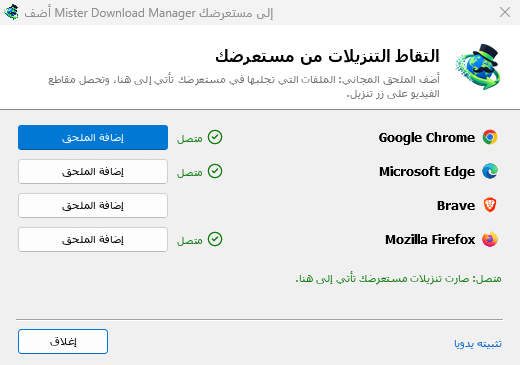 أضف Mister Download Manager إلى مستعرضك
التقاط التنزيلات من مستعرضك
أضف الملحق المجاني: الملفات التي تجلبها في مستعرضك تأتي إلى هنا، وتحصل مقاطع
الفيديو على زر تنزيل.
Google Chrome متصل إضافة الملحق
Microsoft Edge متصل إضافة الملحق
Brave إضافة الملحق
Mozilla Firefox متصل إضافة الملحق
متصل: صارت تنزيلات مستعرضك تأتي إلى هنا.
تثبيته يدويا إغلاق